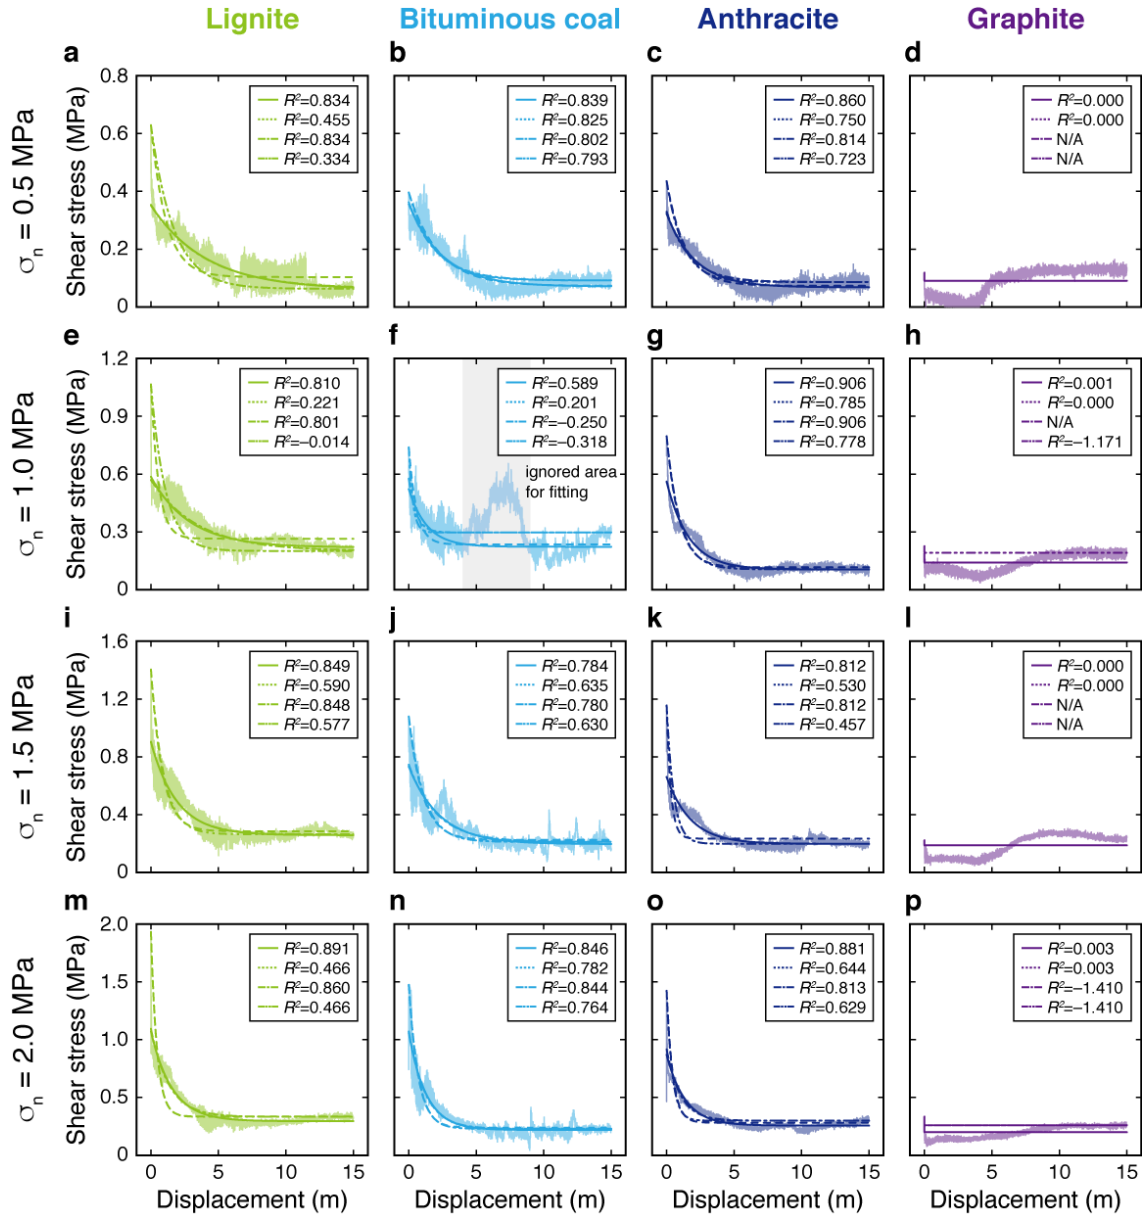 Lignite
Bituminous coal
Anthracite
Graphite
σn = 0.5 MPa
Shear stress (MPa)
a
0.8
0.6
0.4
0.2
0
R²=0.834
R²=0.455
R²=0.834
R²=0.334
b
R²=0.839
R²=0.825
R²=0.802
R²=0.793
c
R²=0.860
R²=0.750
R²=0.814
R²=0.723
d
R²=0.000
R²=0.000
N/A
N/A
σn = 1.0 MPa
Shear stress (MPa)
e
1.2
0.9
0.6
0.3
0
R²=0.810
R²=0.221
R²=0.801
R²=−0.014
f
R²=0.589
R²=0.201
R²=−0.250
R²=−0.318
ignored area
for fitting
g
R²=0.906
R²=0.785
R²=0.906
R²=0.778
h
R²=0.001
R²=0.000
N/A
R²=−1.171
σn = 1.5 MPa
Shear stress (MPa)
i
1.6
1.2
0.8
0.4
0
R²=0.849
R²=0.590
R²=0.848
R²=0.577
j
R²=0.784
R²=0.635
R²=0.780
R²=0.630
k
R²=0.812
R²=0.530
R²=0.812
R²=0.457
l
R²=0.000
R²=0.000
N/A
N/A
σn = 2.0 MPa
Shear stress (MPa)
m
2.0
1.5
1.0
0.5
0
R²=0.891
R²=0.466
R²=0.860
R²=0.466
n
R²=0.846
R²=0.782
R²=0.844
R²=0.764
o
R²=0.881
R²=0.644
R²=0.813
R²=0.629
p
R²=0.003
R²=0.003
R²=−1.410
R²=−1.410
0 5 10 15
0 5 10 15
0 5 10 15
0 5 10 15
Displacement (m)
Displacement (m)
Displacement (m)
Displacement (m)